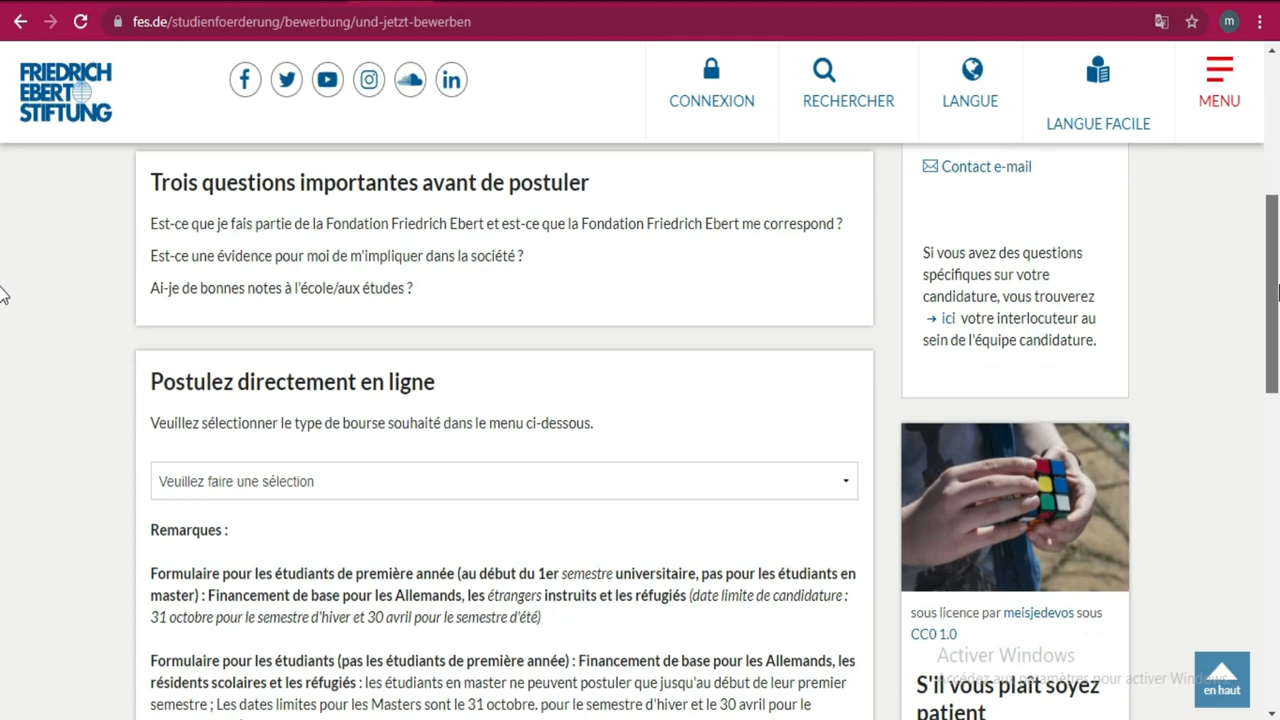 fes.de/studienfoerderung/bewerbung/und-jetzt-bewerben
m
FRIEDRICH
EBERT
STIFTUNG
CONNEXION
RECHERCHER
LANGUE
LANGUE FACILE
MENU
Trois questions importantes avant de postuler
Est-ce que je fais partie de la Fondation Friedrich Ebert et est-ce que la Fondation Friedrich Ebert me correspond ?
Est-ce une évidence pour moi de m'impliquer dans la société ?
Ai-je de bonnes notes à l'école/aux études ?
Postulez directement en ligne
Veuillez sélectionner le type de bourse souhaité dans le menu ci-dessous.
Veuillez faire une sélection
Remarques :
Formulaire pour les étudiants de première année (au début du 1er semestre universitaire, pas pour les étudiants en
master) : Financement de base pour les Allemands, les étrangers instruits et les réfugiés (date limite de candidature :
31 octobre pour le semestre d'hiver et 30 avril pour le semestre d'été)
Formulaire pour les étudiants (pas les étudiants de première année) : Financement de base pour les Allemands, les
résidents scolaires et les réfugiés : les étudiants en master ne peuvent postuler que jusqu'au début de leur premier
semestre ; Les dates limites pour les Masters sont le 31 octobre. pour le semestre d'hiver et le 30 avril pour le
Contact e-mail
Si vous avez des questions
spécifiques sur votre
candidature, vous trouverez
→ ici votre interlocuteur au
sein de l'équipe candidature.
sous licence par meisjedevos sous
CC0 1.0
Activer Windows
Accédez aux paramètres pour activer Windows.
S'il vous plaît soyez
patient
en haut